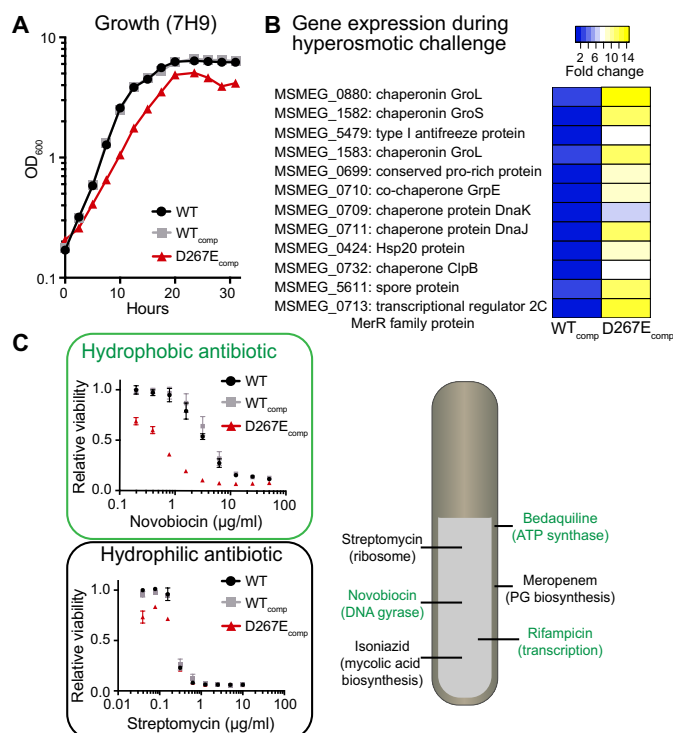 A
Growth (7H9)
10
1
0.1
OD600
0
10
20
30
Hours
WT
WTcomp
D267Ecomp
B
Gene expression during
hyperosmotic challenge
2 6 10 14
Fold change
MSMEG_0880: chaperonin GroL
MSMEG_1582: chaperonin GroS
MSMEG_5479: type I antifreeze protein
MSMEG_1583: chaperonin GroL
MSMEG_0699: conserved pro-rich protein
MSMEG_0710: co-chaperone GrpE
MSMEG_0709: chaperone protein DnaK
MSMEG_0711: chaperone protein DnaJ
MSMEG_0424: Hsp20 protein
MSMEG_0732: chaperone ClpB
MSMEG_5611: spore protein
MSMEG_0713: transcriptional regulator 2C
MerR family protein
WTcomp D267Ecomp
C
Hydrophobic antibiotic
Relative viability
1.0
0.5
0.0
0.1 1 10 100
Novobiocin (µg/ml)
WT
WTcomp
D267Ecomp
Hydrophilic antibiotic
Relative viability
1.0
0.5
0.0
0.01 0.1 1 10 100
Streptomycin (µg/ml)
WT
WTcomp
D267Ecomp
Streptomycin
(ribosome)
Novobiocin
(DNA gyrase)
Isoniazid
(mycolic acid
biosynthesis)
Bedaquiline
(ATP synthase)
Meropenem
(PG biosynthesis)
Rifampicin
(transcription)